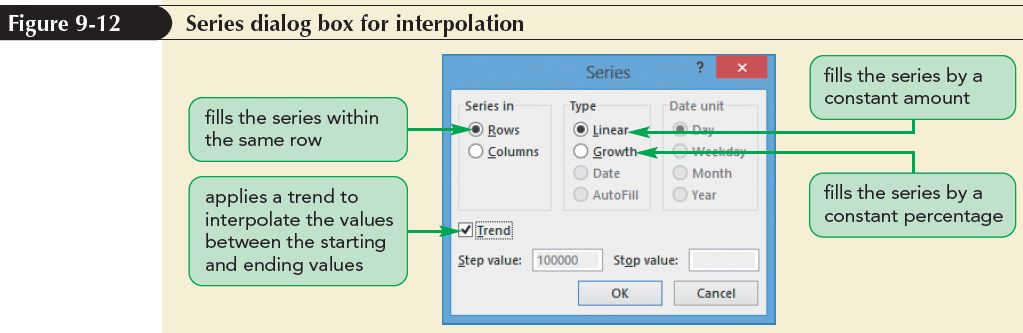 Figure 9-12
Series dialog box for interpolation
Series
?
fills the series by a
constant amount
fills the series within
the same row
Series in
Rows
Columns
Type
Linear
Growth
Date
AutoFill
Date unit
Day
Weekday
Month
Year
fills the series by a
constant percentage
applies a trend to
interpolate the values
between the starting
and ending values
Trend
Step value: 100000
Stop value:
OK
Cancel